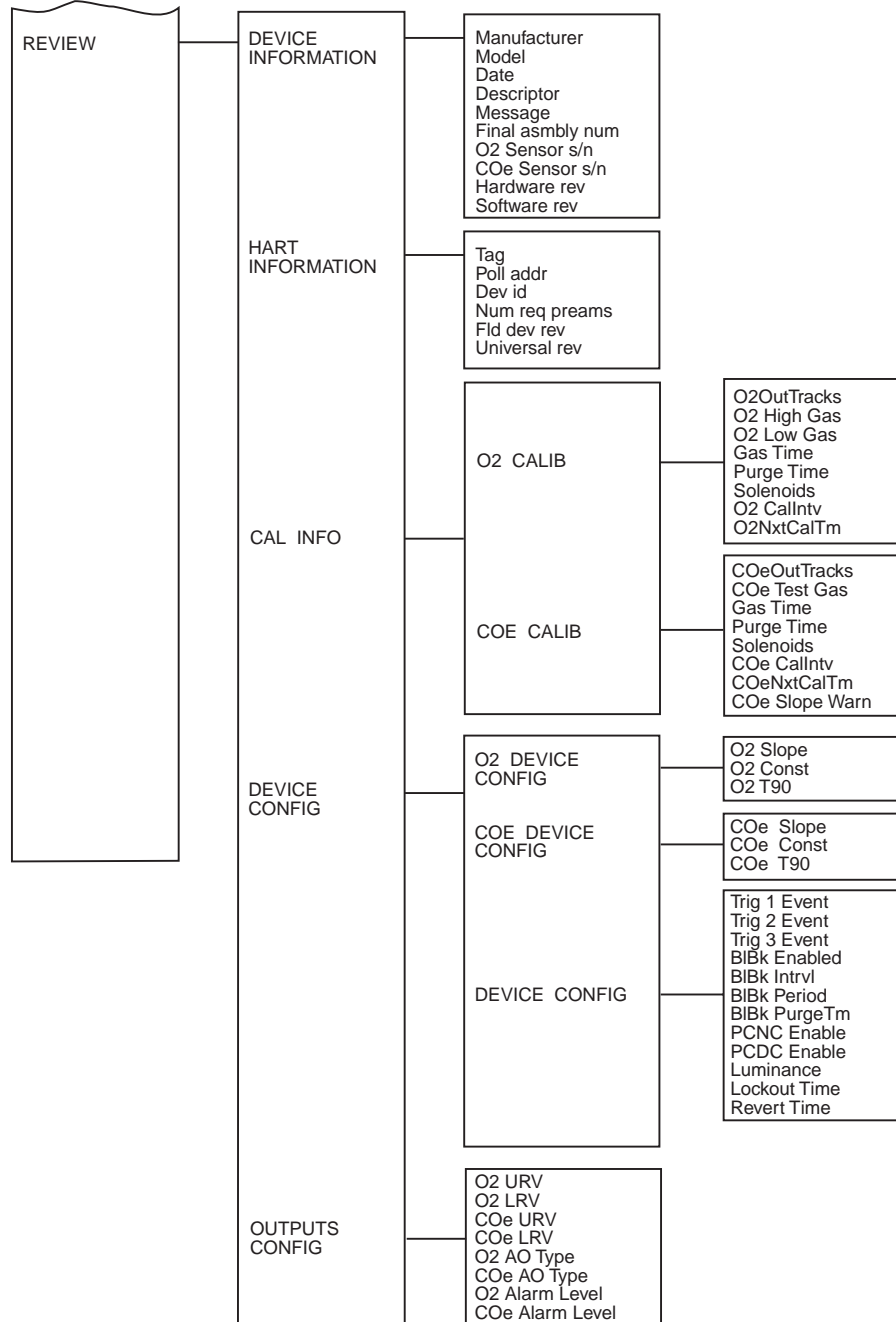 REVIEW
DEVICE
INFORMATION
Manufacturer
Model
Date
Descriptor
Message
Final asmbly num
O2 Sensor s/n
COe Sensor s/n
Hardware rev
Software rev
HART
INFORMATION
Tag
Poll addr
Dev id
Num req preams
Fld dev rev
Universal rev
CAL INFO
O2 CALIB
O2OutTracks
O2 High Gas
O2 Low Gas
Gas Time
Purge Time
Solenoids
O2 CalIntv
O2NxtCalTm
COE CALIB
COeOutTracks
COe Test Gas
Gas Time
Purge Time
Solenoids
COe CalIntv
COeNxtCalTm
COe Slope Warn
DEVICE
CONFIG
O2 DEVICE
CONFIG
O2 Slope
O2 Const
O2 T90
COE DEVICE
CONFIG
COe Slope
COe Const
COe T90
DEVICE CONFIG
Trig 1 Event
Trig 2 Event
Trig 3 Event
BlBk Enabled
BlBk Intrvl
BlBk Period
BlBk PurgeTm
PCNC Enable
PCDC Enable
Luminance
Lockout Time
Revert Time
OUTPUTS
CONFIG
O2 URV
O2 LRV
COe URV
COe LRV
O2 AO Type
COe AO Type
O2 Alarm Level
COe Alarm Level